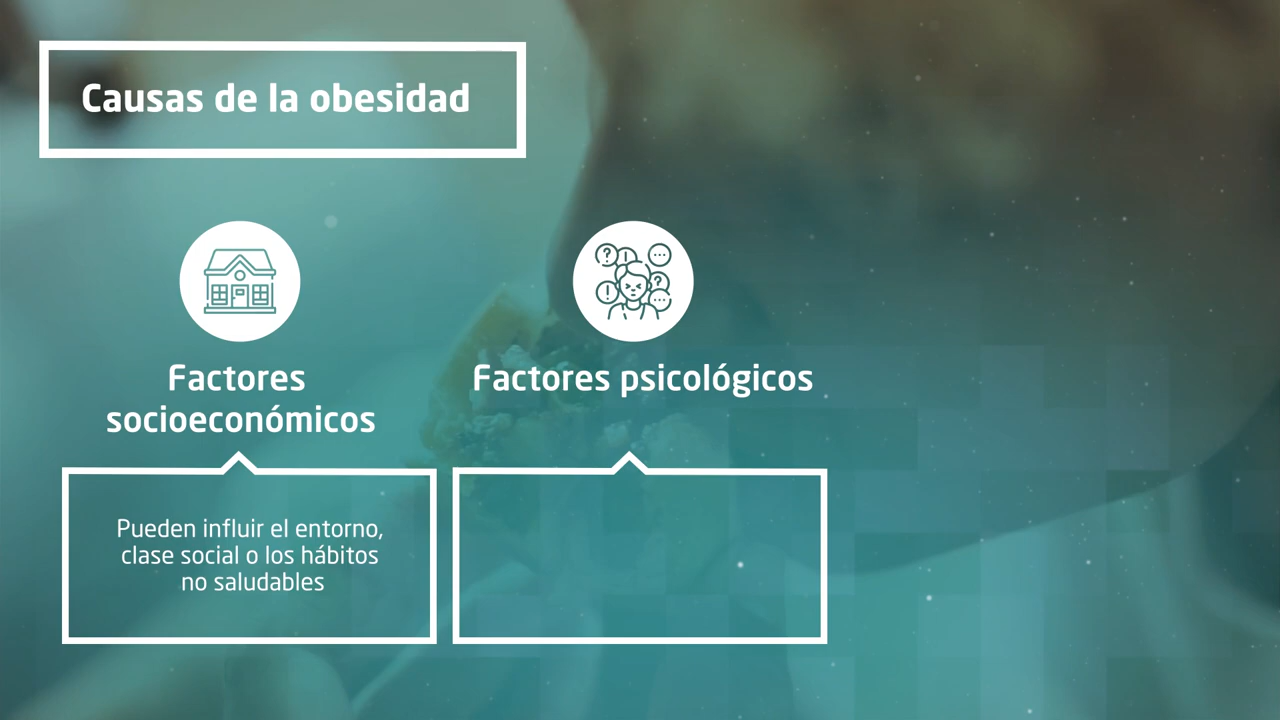 Causas de la obesidad
Factores
socioeconómicos
Pueden influir el entorno,
clase social o los hábitos
no saludables
Factores psicológicos